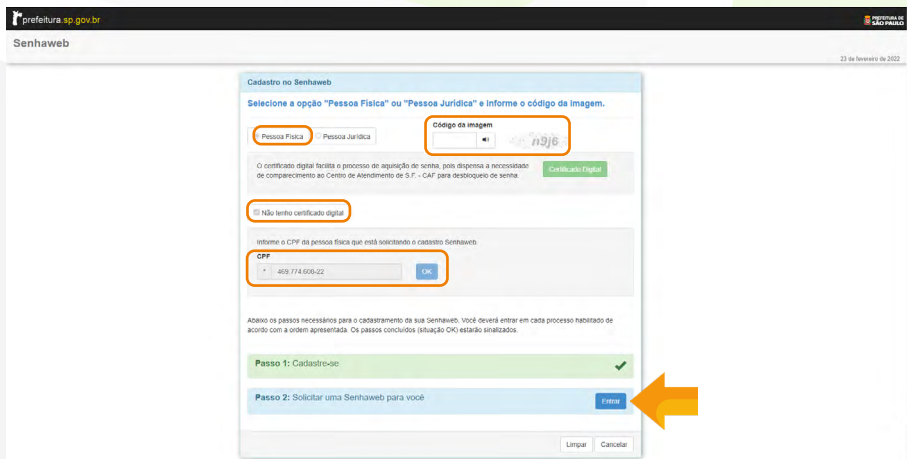 prefeitura.sp.gov.br
PREFEITURA DE
SÃO PAULO
Senhaweb
23 de fevereiro de 2022
Cadastro no Senhaweb
Selecione a opção "Pessoa Física" ou "Pessoa Jurídica" e informe o código da imagem.
Pessoa Física
Pessoa Jurídica
Código da imagem
n9j6
O certificado digital facilita o processo de aquisição de senha, pois dispensa a necessidade
de comparecimento ao Centro de Atendimento de S.F. - CAF para desbloqueio de senha.
Certificado Digital
Não tenho certificado digital
Informe o CPF da pessoa física que está solicitando o cadastro Senhaweb
CPF
* 469.774.608-22
OK
Abaixo os passos necessários para o cadastramento da sua Senhaweb. Você deverá entrar em cada processo habilitado de
acordo com a ordem apresentada. Os passos concluídos (situação OK) estarão sinalizados.
Passo 1: Cadastre-se
Passo 2: Solicitar uma Senhaweb para você
Entrar
Limpar
Cancelar